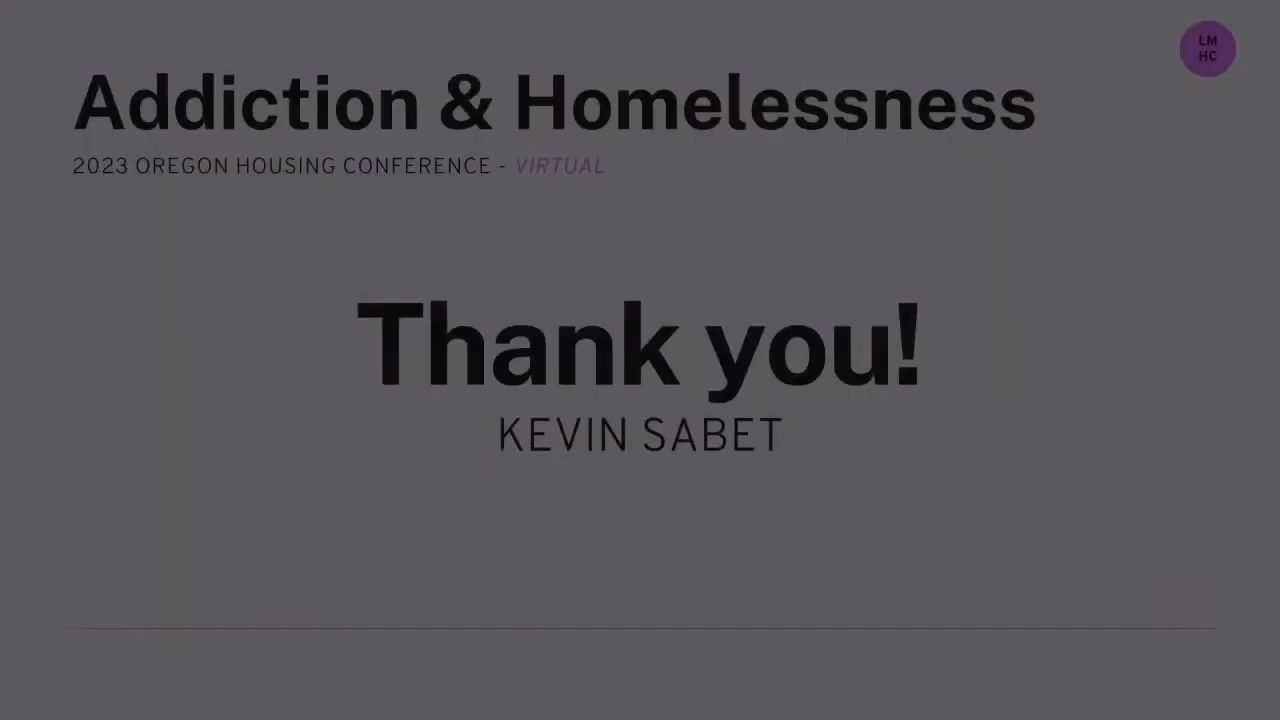 LM
HC
Addiction & Homelessness
2023 OREGON HOUSING CONFERENCE - VIRTUAL
Thank you!
KEVIN SABET